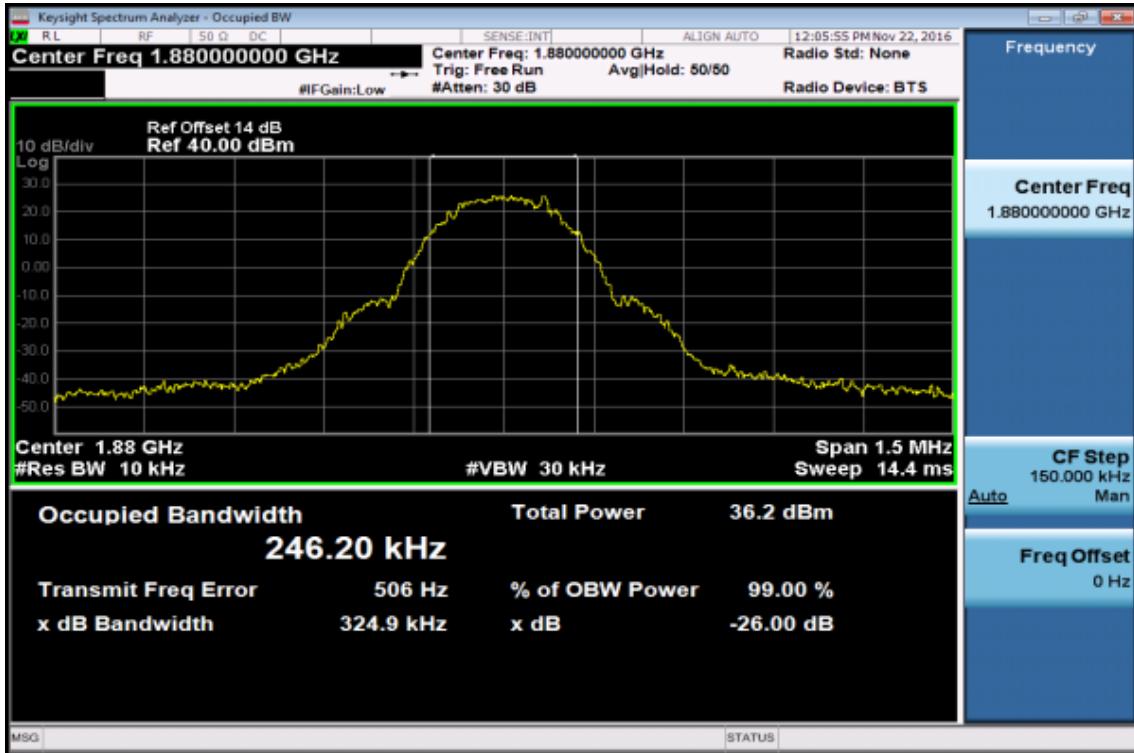 Keysight Spectrum Analyzer - Occupied BW
LXI RL RF 50 Ω DC SENSE:INT ALIGN AUTO 12:05:55 PM Nov 22, 2016
Center Freq 1.880000000 GHz
Center Freq: 1.880000000 GHz Radio Std: None
Trig: Free Run Avg|Hold: 50/50
#IFGain:Low #Atten: 30 dB Radio Device: BTS
Ref Offset 14 dB
10 dB/div Ref 40.00 dBm
Log
30.0
20.0
10.0
0.00
-10.0
-20.0
-30.0
-40.0
-50.0
Center 1.88 GHz Span 1.5 MHz
#Res BW 10 kHz #VBW 30 kHz Sweep 14.4 ms
Occupied Bandwidth Total Power 36.2 dBm
246.20 kHz
Transmit Freq Error 506 Hz % of OBW Power 99.00 %
x dB Bandwidth 324.9 kHz x dB -26.00 dB
MSG STATUS
Frequency
Center Freq
1.880000000 GHz
CF Step
150.000 kHz
Auto Man
Freq Offset
0 Hz